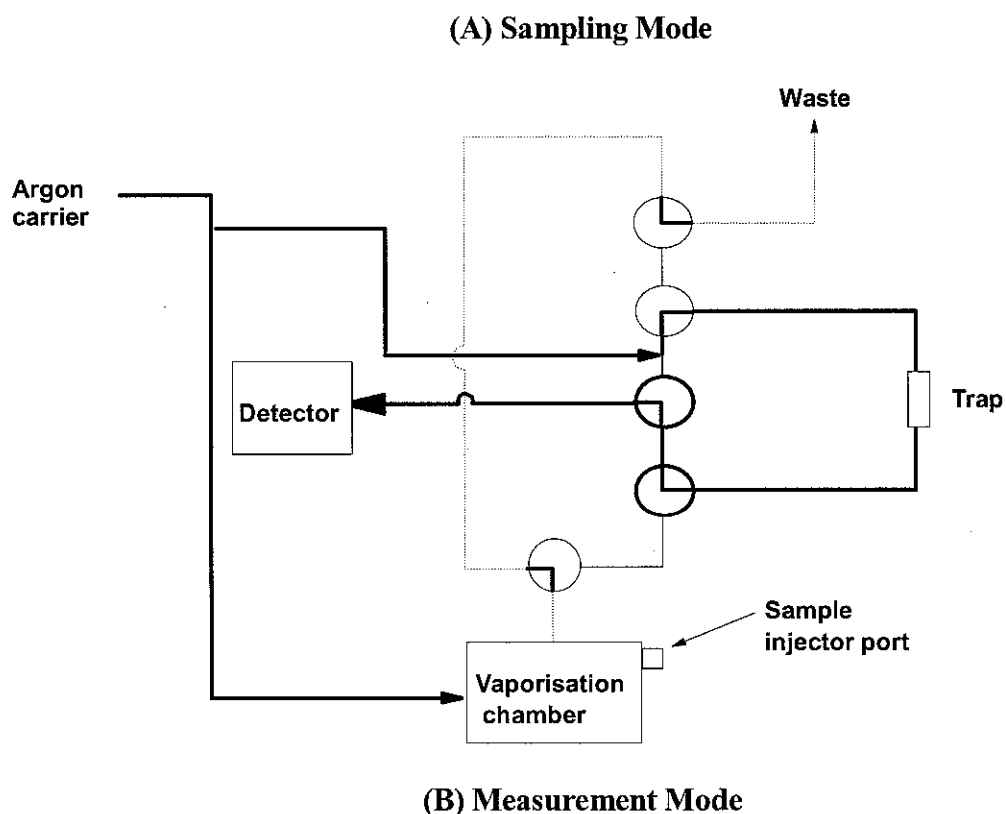 (A) Sampling Mode
Waste
Argon
carrier
Detector
Trap
Sample
injector port
Vaporisation
chamber
(B) Measurement Mode